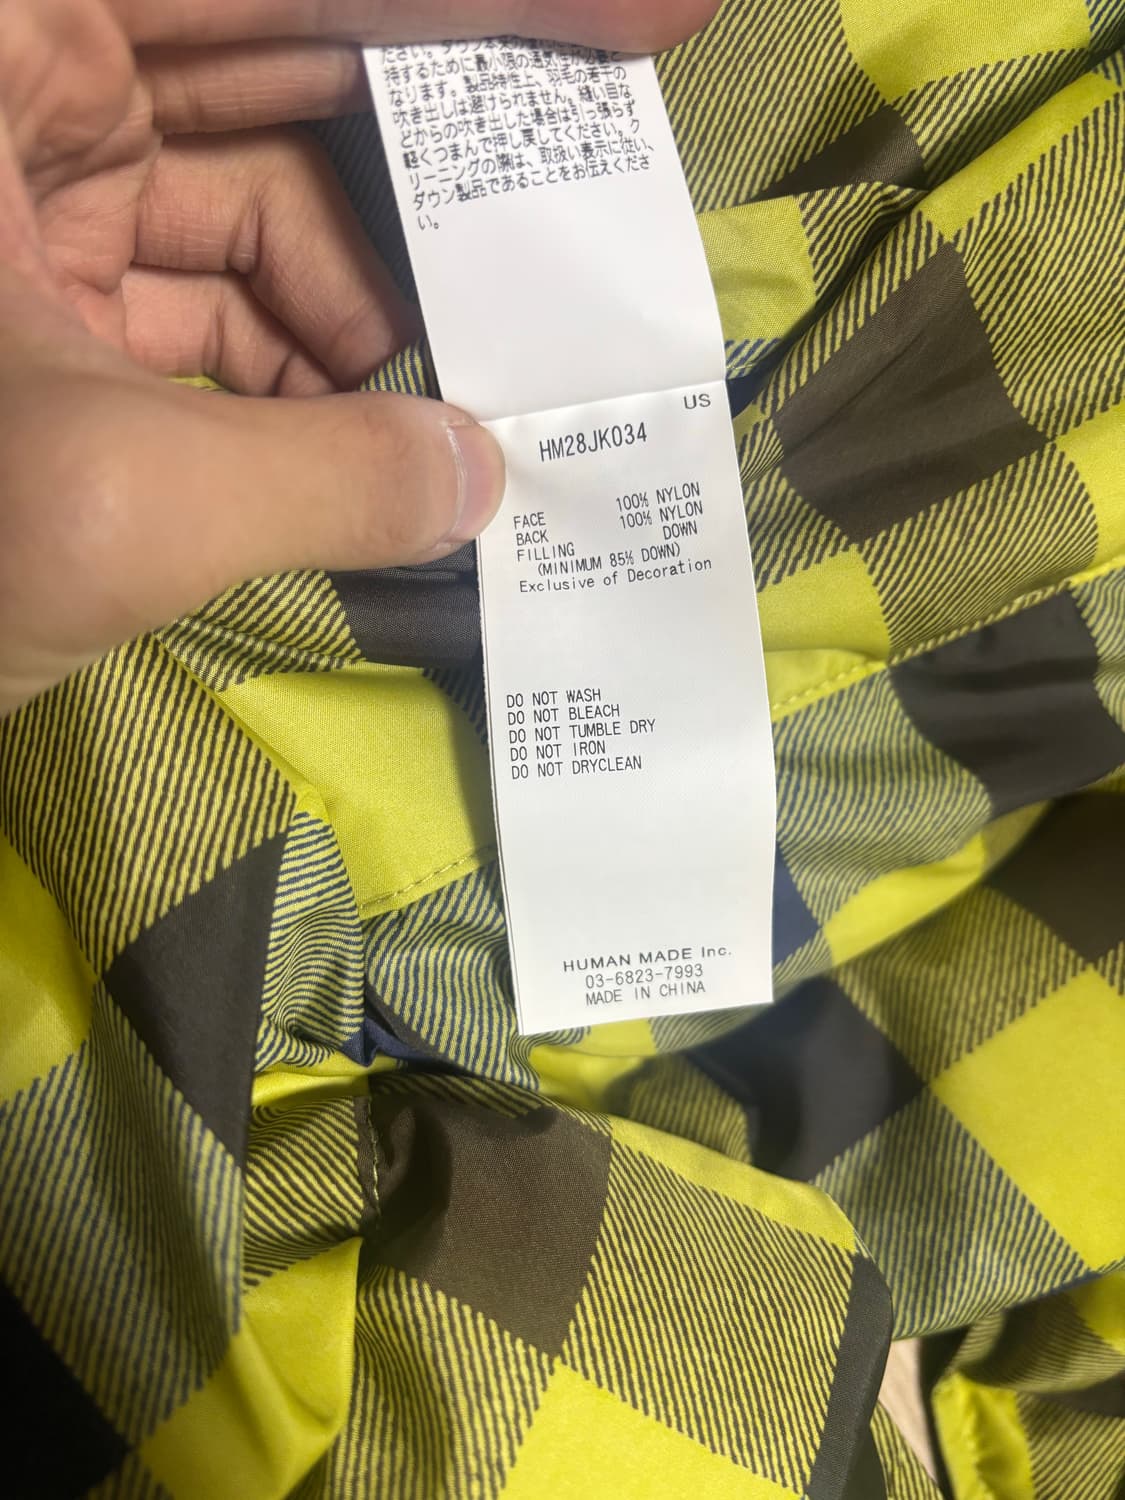 ださい。ダウン本来の
持するために最小限の通気性が必要と
なります。製品特性上、羽毛の若干の
吹き出しは避けられません。縫い目な
どからの吹き出した場合は引っ張らず
軽くつまんで押し戻してください。ク
リーニングの際は、取扱い表示に従い、
ダウン製品であることをお伝えくださ
い。
US
HM28JK034
FACE 100% NYLON
BACK 100% NYLON
FILLING DOWN
(MINIMUM 85% DOWN)
Exclusive of Decoration
DO NOT WASH
DO NOT BLEACH
DO NOT TUMBLE DRY
DO NOT IRON
DO NOT DRYCLEAN
HUMAN MADE Inc.
03-6823-7993
MADE IN CHINA